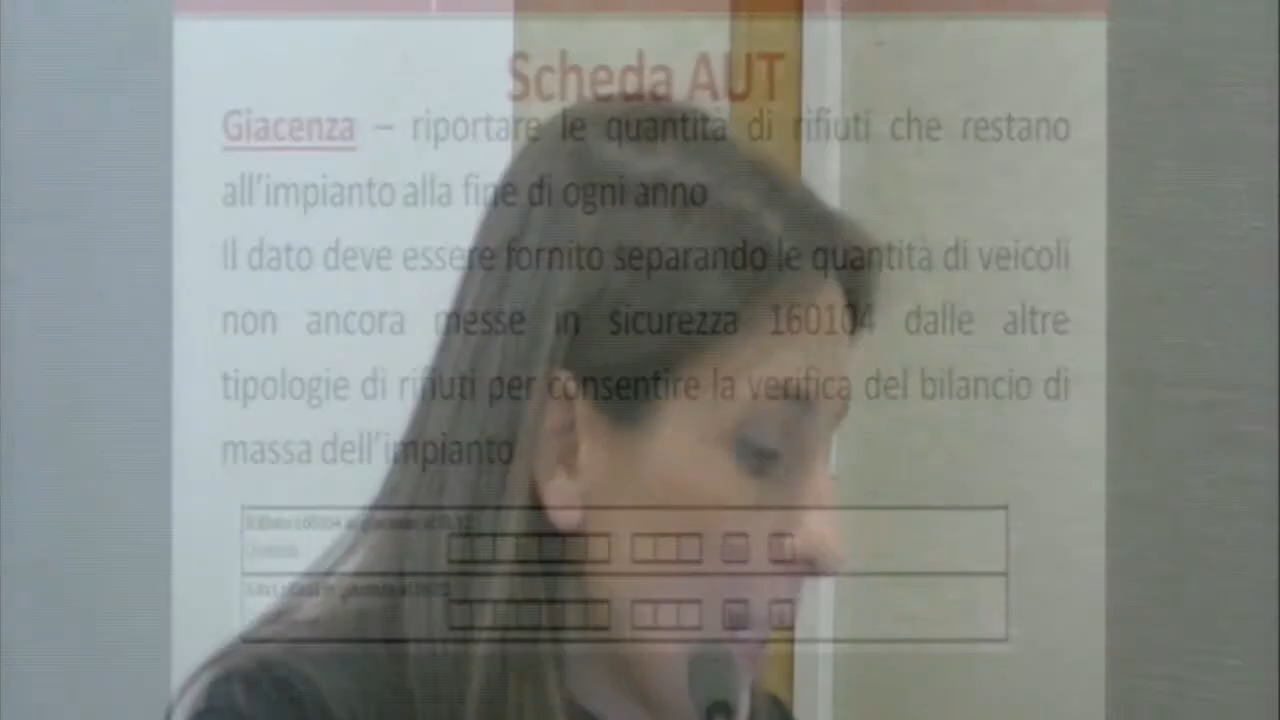 Scheda AUT
Giacenza – riportare le quantità di rifiuti che restano
all'impianto alla fine di ogni anno
Il dato deve essere fornito separando le quantità di veicoli
non ancora messe in sicurezza 160104 dalle altre
tipologie di rifiuti per consentire la verifica del bilancio di
massa dell'impianto